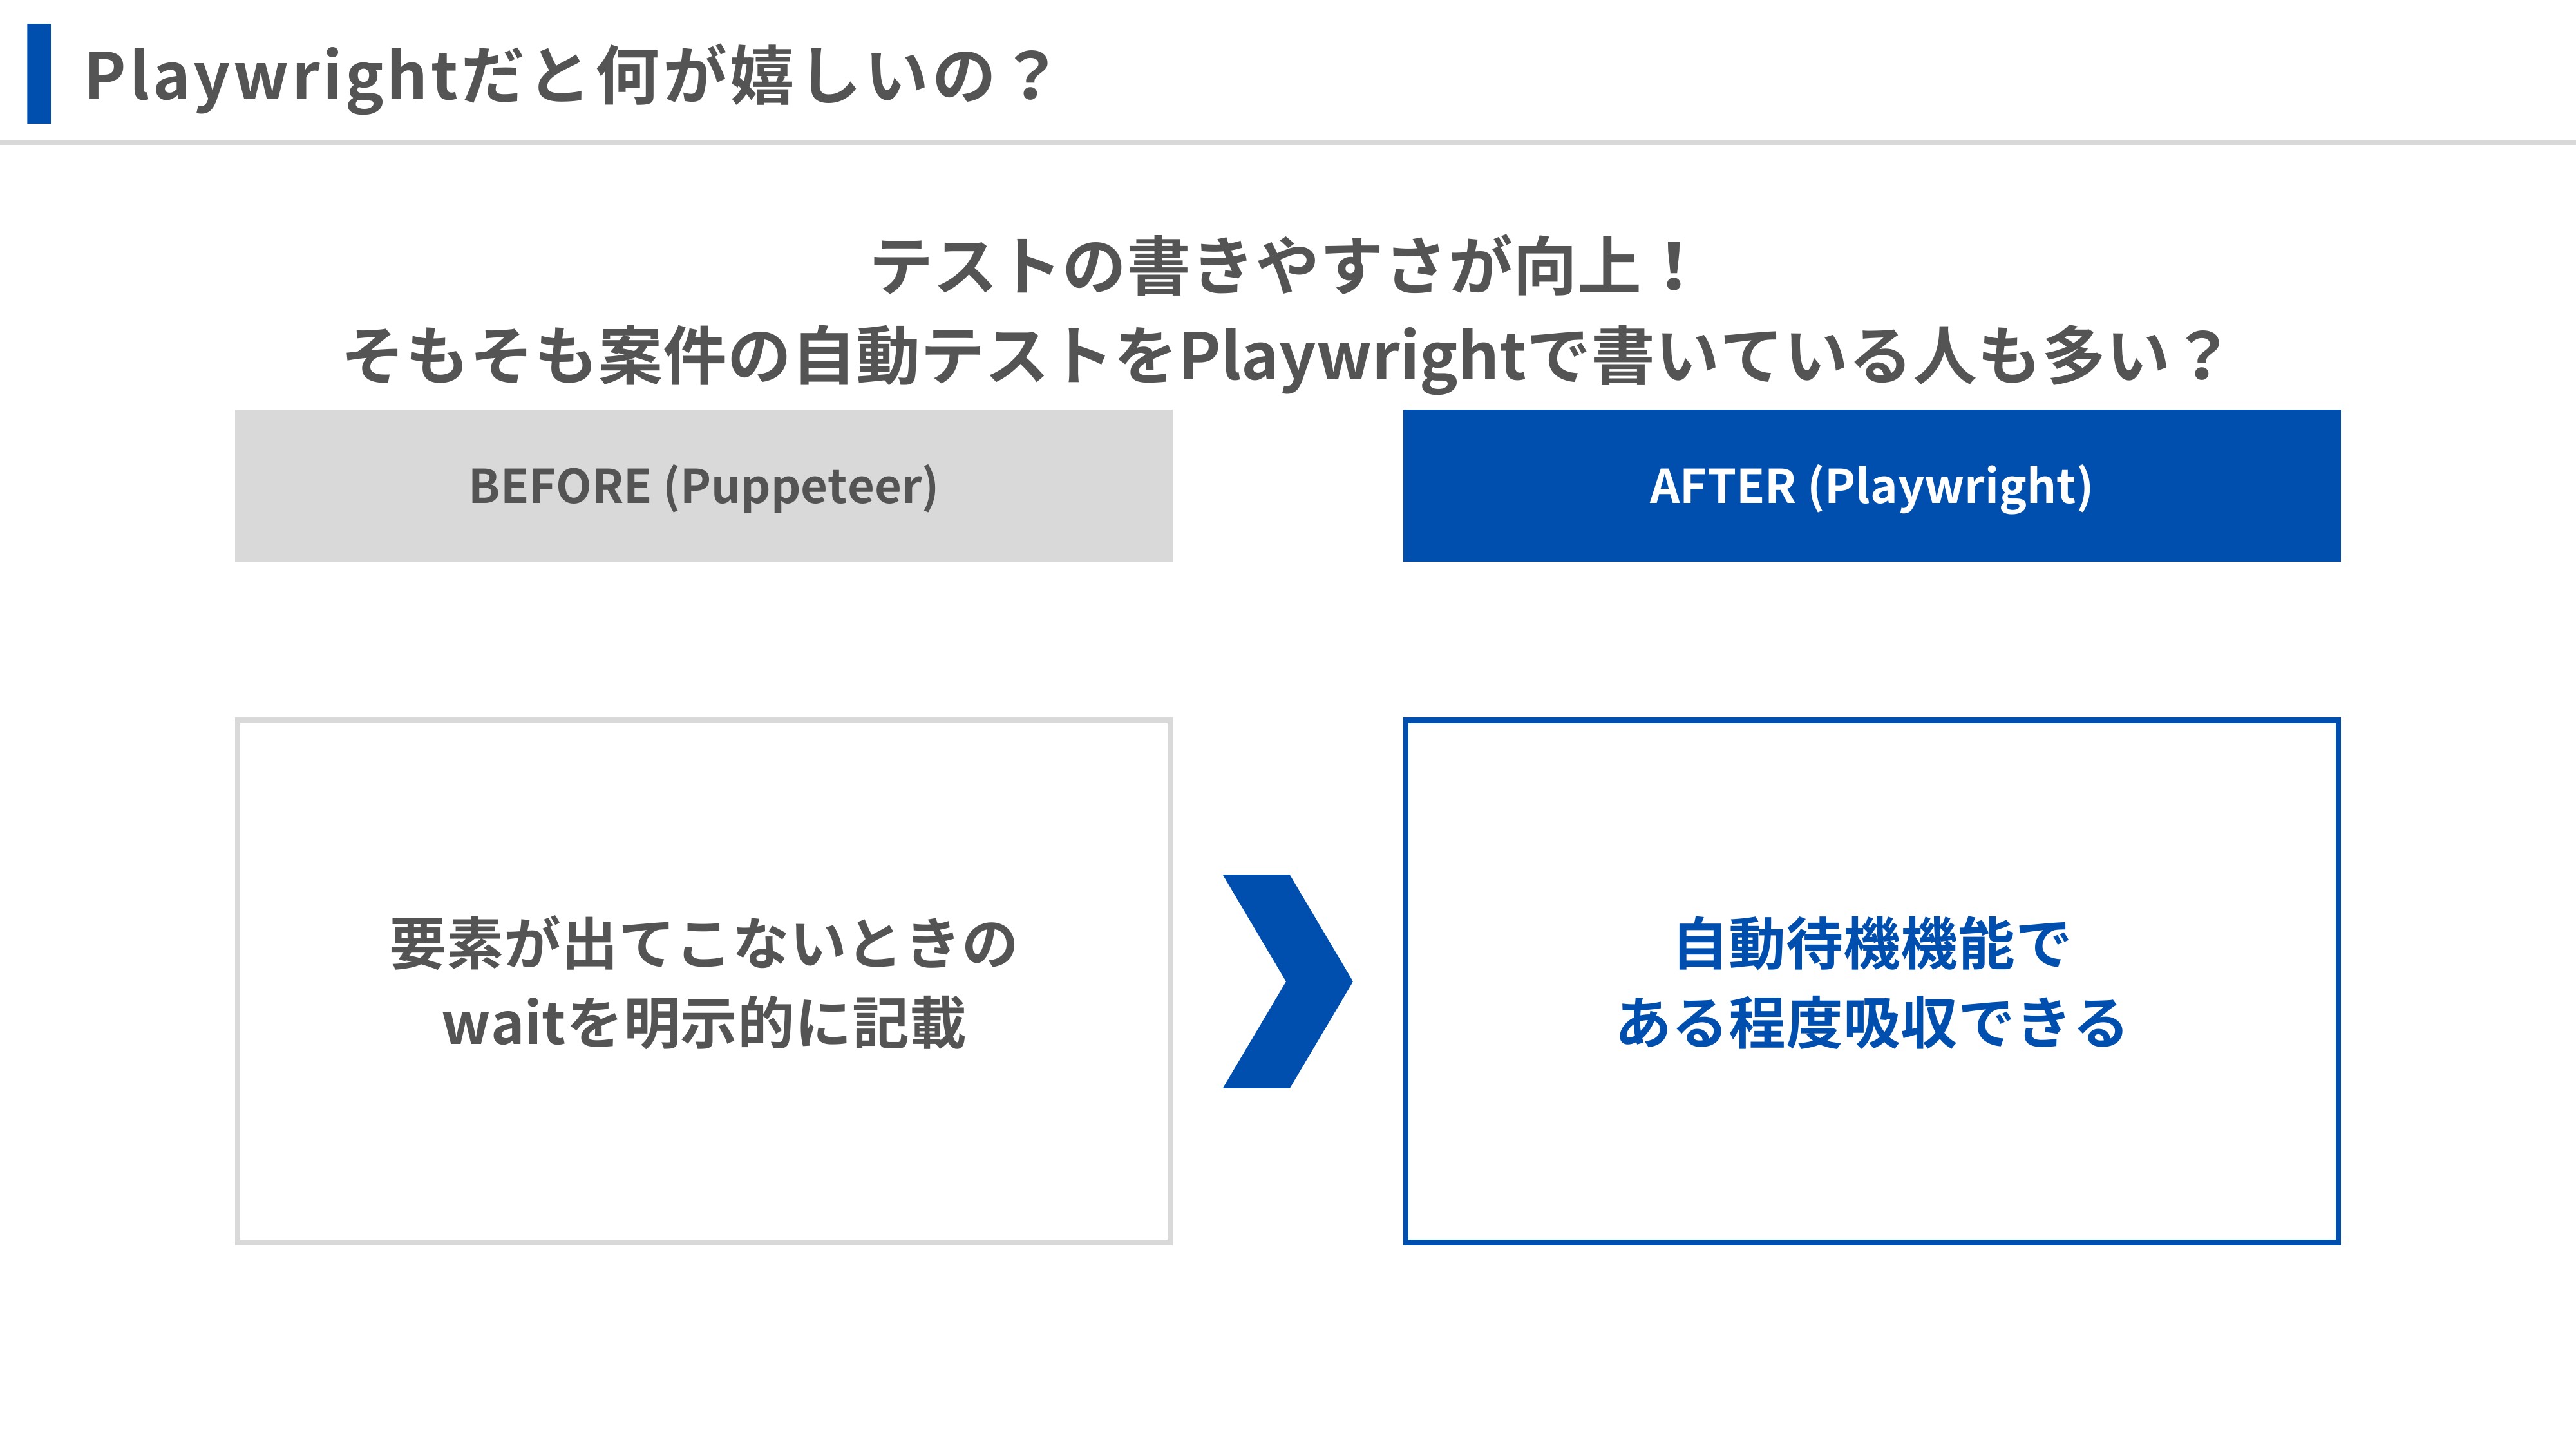 Playwrightだと何が嬉しいの？
テストの書きやすさが向上！
そもそも案件の自動テストをPlaywrightで書いている人も多い？
BEFORE (Puppeteer)
AFTER (Playwright)
要素が出てこないときの
waitを明示的に記載
自動待機機能で
ある程度吸収できる